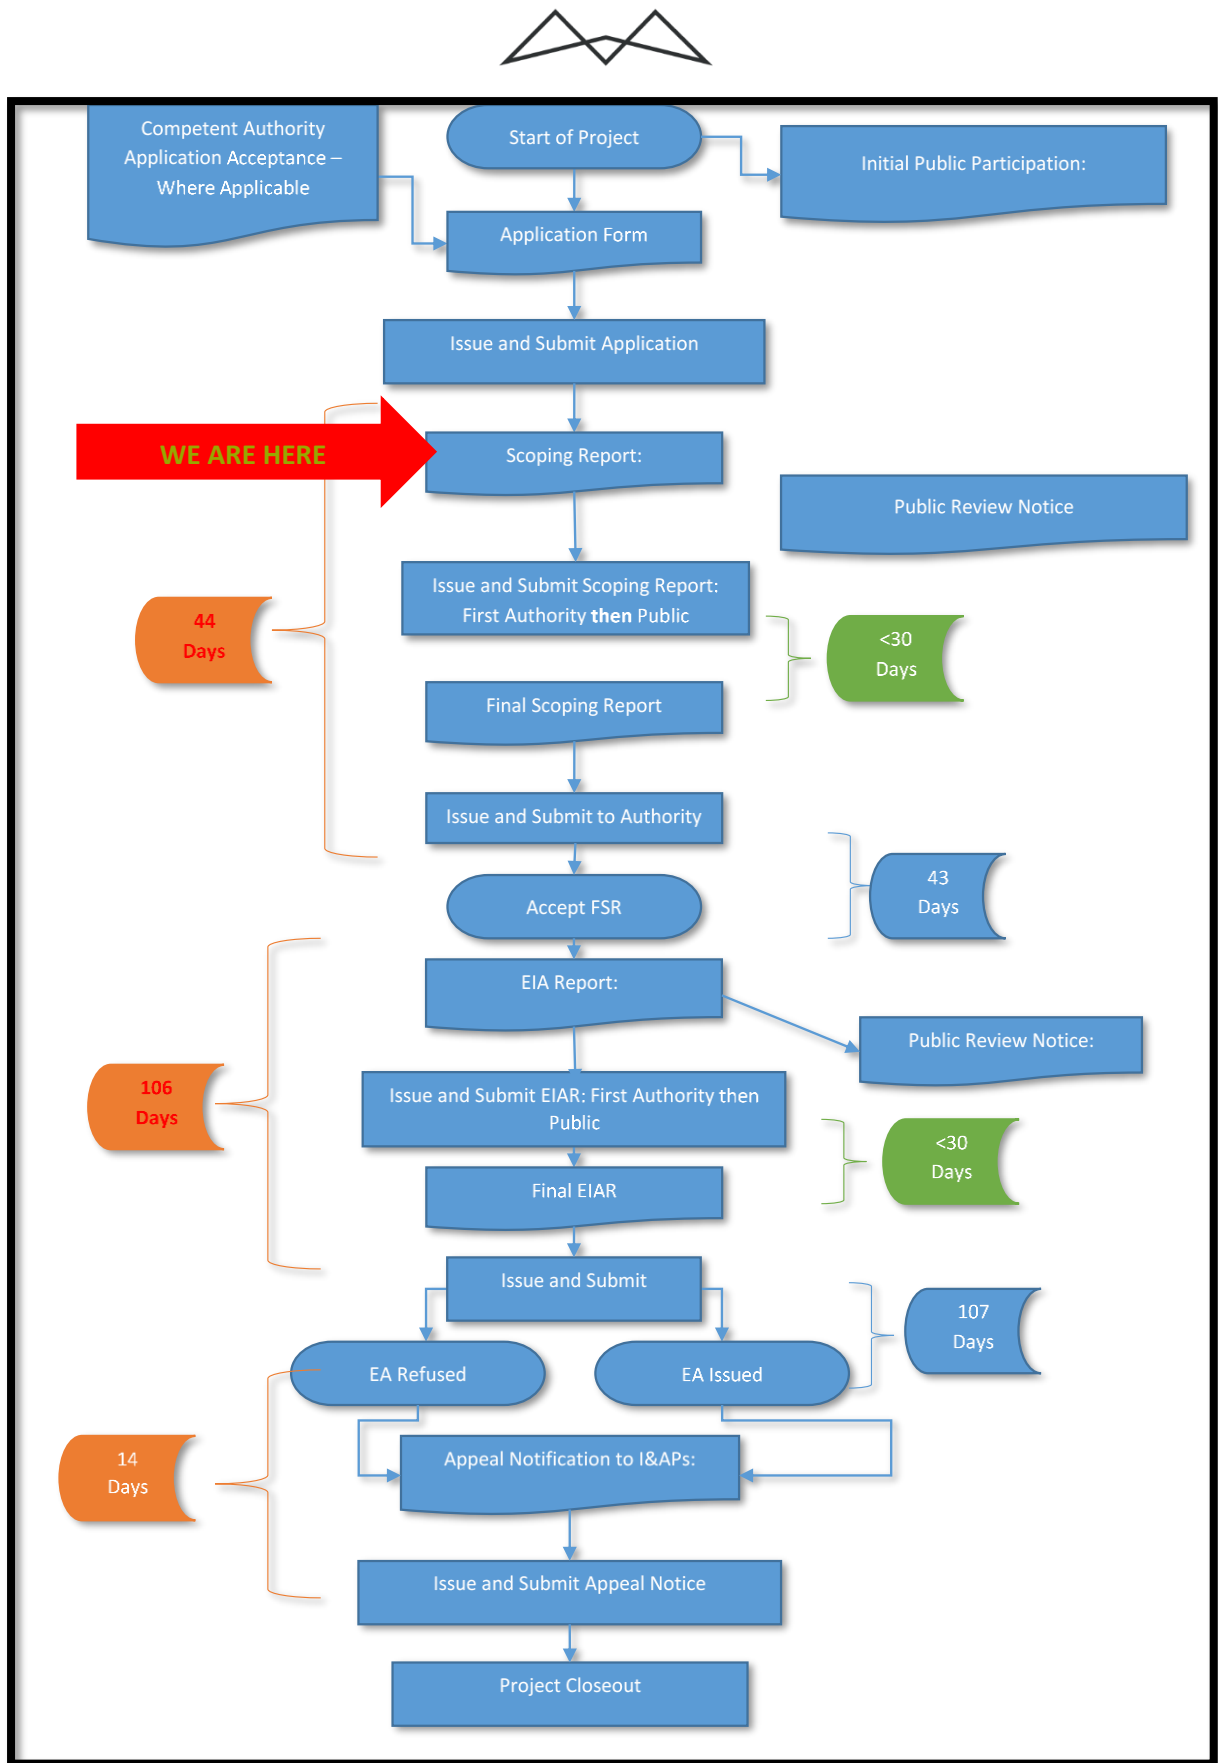 Competent Authority
Application Acceptance –
Where Applicable
Start of Project
Initial Public Participation:
Application Form
Issue and Submit Application
WE ARE HERE
Scoping Report:
Public Review Notice
Issue and Submit Scoping Report:
First Authority then Public
44
Days
<30
Days
Final Scoping Report
Issue and Submit to Authority
43
Days
Accept FSR
EIA Report:
Public Review Notice:
106
Days
Issue and Submit EIAR: First Authority then
Public
<30
Days
Final EIAR
Issue and Submit
107
Days
EA Refused
EA Issued
14
Days
Appeal Notification to I&APs:
Issue and Submit Appeal Notice
Project Closeout